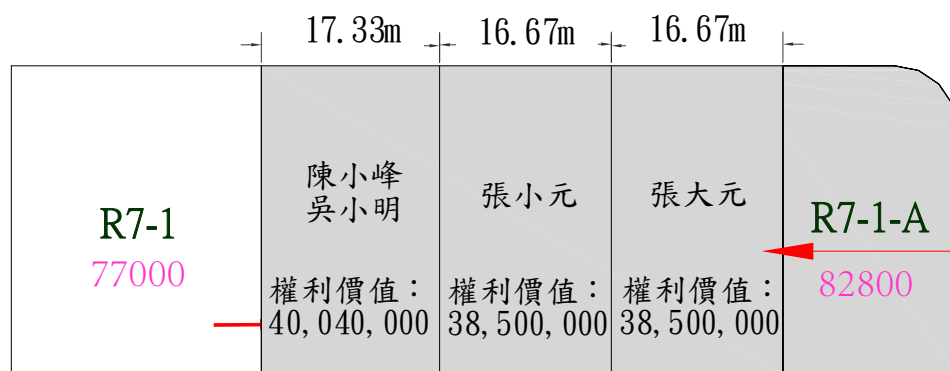 17.33m 16.67m 16.67m
R7-1
77000
陳小峰
吳小明
權利價值：
40,040,000
張小元
權利價值：
38,500,000
張大元
權利價值：
38,500,000
R7-1-A
82800